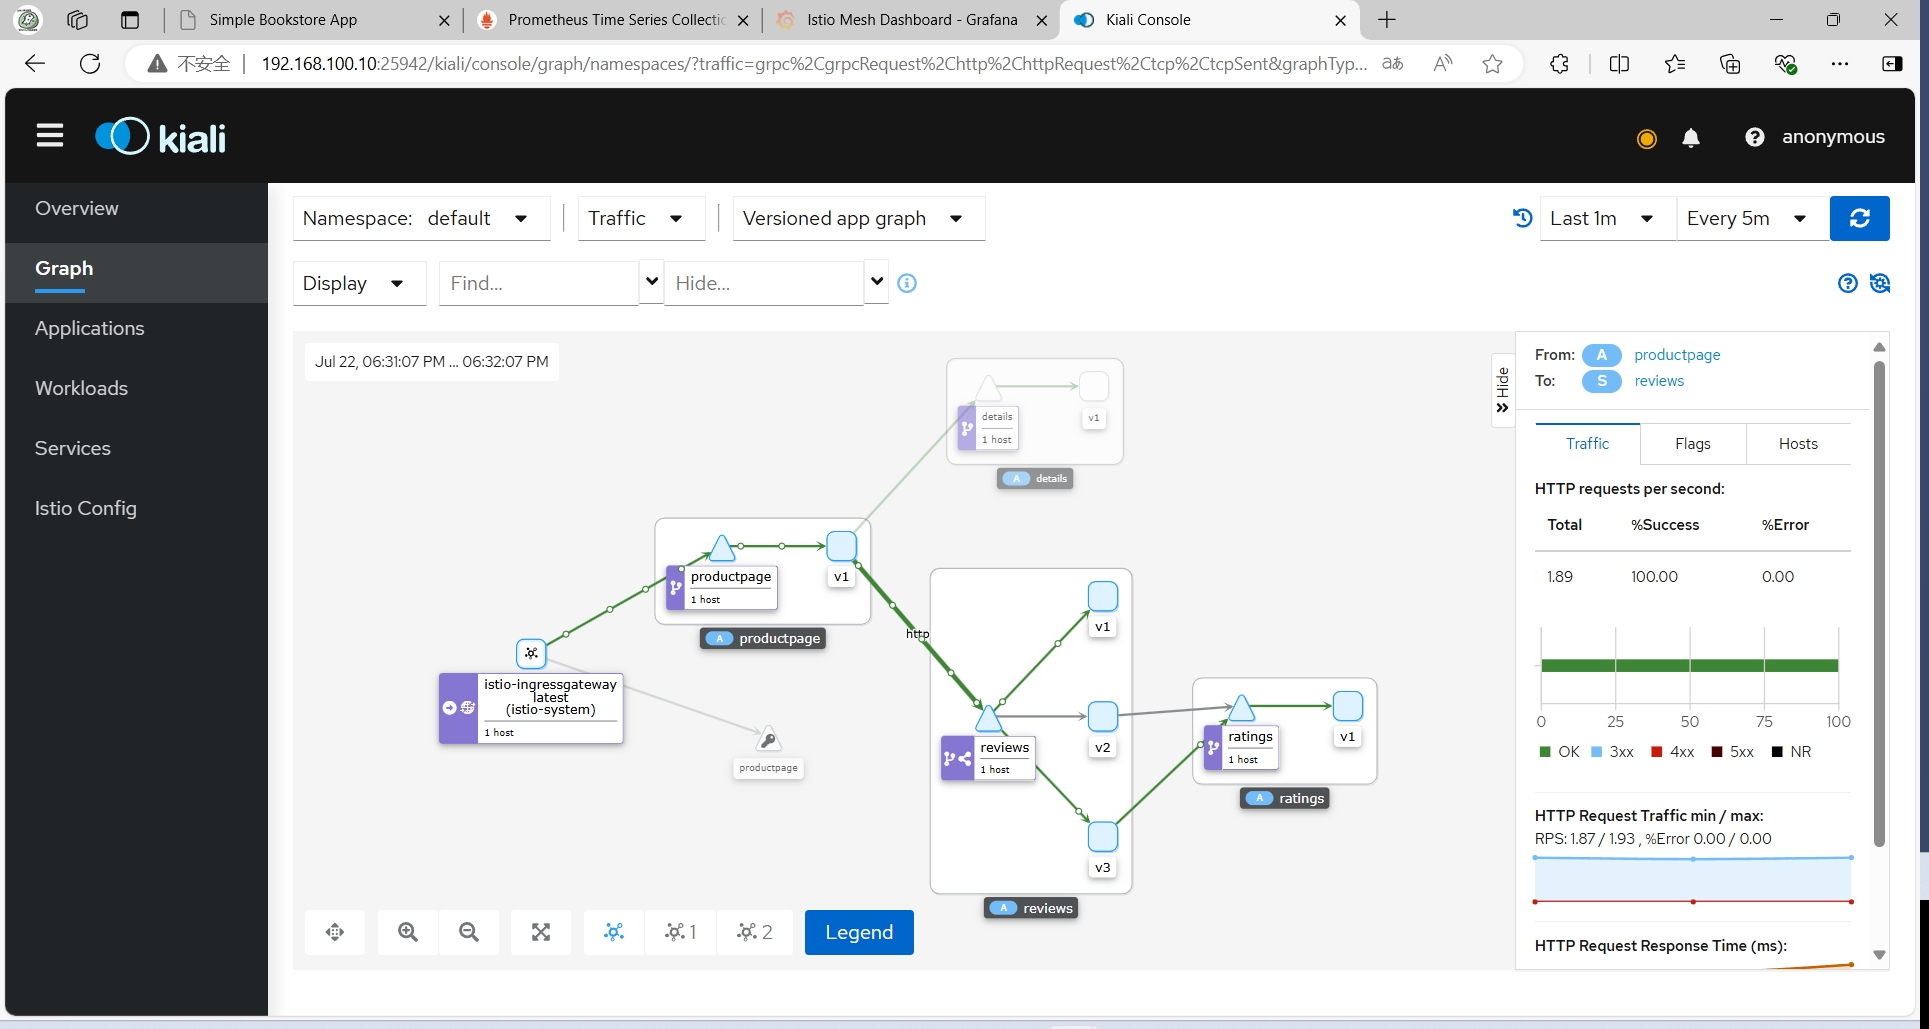 Simple Bookstore App
Prometheus Time Series Collectic
Istio Mesh Dashboard - Grafana
Kiali Console
不安全
192.168.100.10:25942/kiali/console/graph/namespaces/?traffic=grpc%2CgrpcRequest%2Chttp%2ChttpRequest%2Ctcp%2CtcpSent&graphTyp...
aあ
A
kiali
anonymous
Overview
Graph
Applications
Workloads
Services
Istio Config
Namespace: default
Traffic
Versioned app graph
Last 1m
Every 5m
Display
Find...
Hide...
Jul 22, 06:31:07 PM ... 06:32:07 PM
details
1 host
v1
A details
productpage
1 host
v1
A productpage
http
istio-ingressgateway
latest
(istio-system)
1 host
productpage
v1
reviews
1 host
v2
v3
A reviews
ratings
1 host
v1
A ratings
1
2
Legend
Hide
From: A productpage
To: S reviews
Traffic
Flags
Hosts
HTTP requests per second:
Total %Success %Error
1.89 100.00 0.00
0 25 50 75 100
OK 3xx 4xx 5xx NR
HTTP Request Traffic min / max:
RPS: 1.87 / 1.93 , %Error 0.00 / 0.00
HTTP Request Response Time (ms):